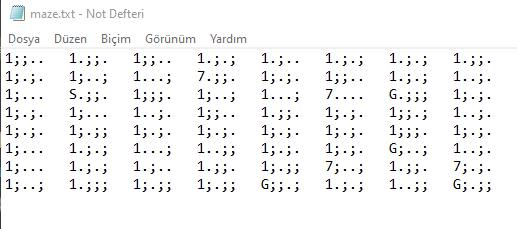 maze.txt - Not Defteri
Dosya Düzen Biçim Görünüm Yardım
1;;.. 1.;;. 1;;.. 1.;.; 1.;.. 1.;.; 1.;.; 1.;;.
1;.;. 1;..; 1...; 7.;;. 1;.;. 1;;.. 1.;.; 1..;.
1;... S.;;. 1;;;. 1;..; 1...; 7.... G.;;; 1;.;.
1;.;. 1;... 1..;. 1;;.. 1.;;. 1;.;. 1;;.; 1..;.
1;.;. 1;.;; 1.;.; 1.;.; 1;.;. 1;.;. 1;;;. 1;.;.
1;... 1.;.; 1...; 1..;; 1;.;. 1;.;. G;..; 1..;.
1...; 1.;.; 1.;.. 1.;;. 1;.;; 7;..; 1.;;. 7;.;.
1;..; 1.;;; 1;.;; 1;.;; G;;.; 1.;.; 1..;; G;.;;